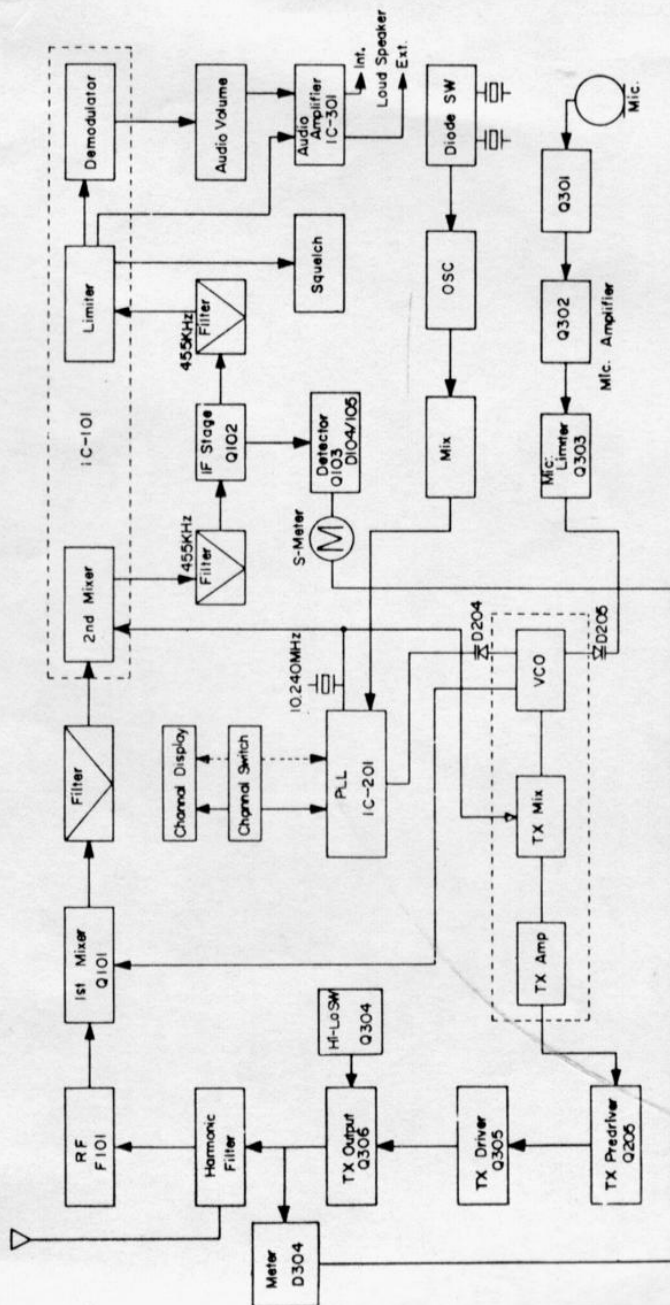 RF
F101
1st Mixer
Q101
Filter
2nd Mixer
IC-101
Limiter
Demodulator
Harmonic
Filter
Channel Display
Channel Switch
455KHz
Filter
IF Stage
Q102
455KHz
Filter
Squelch
Audio Volume
Audio
Amplifier
IC-301
Int.
Loud Speaker
Ext.
Meter
D304
TX Output
Q306
HI-LoSW
Q304
PLL
IC-201
10.240MHz
S-Meter
M
Detector
Q103
D104/105
Mix
OSC
Diode SW
TX Driver
Q305
TX Predriver
Q205
TX Amp
TX Mix
VCO
D204
D205
Mic.
Limiter
Q303
Q302
Mic. Amplifier
Q301
Mic.